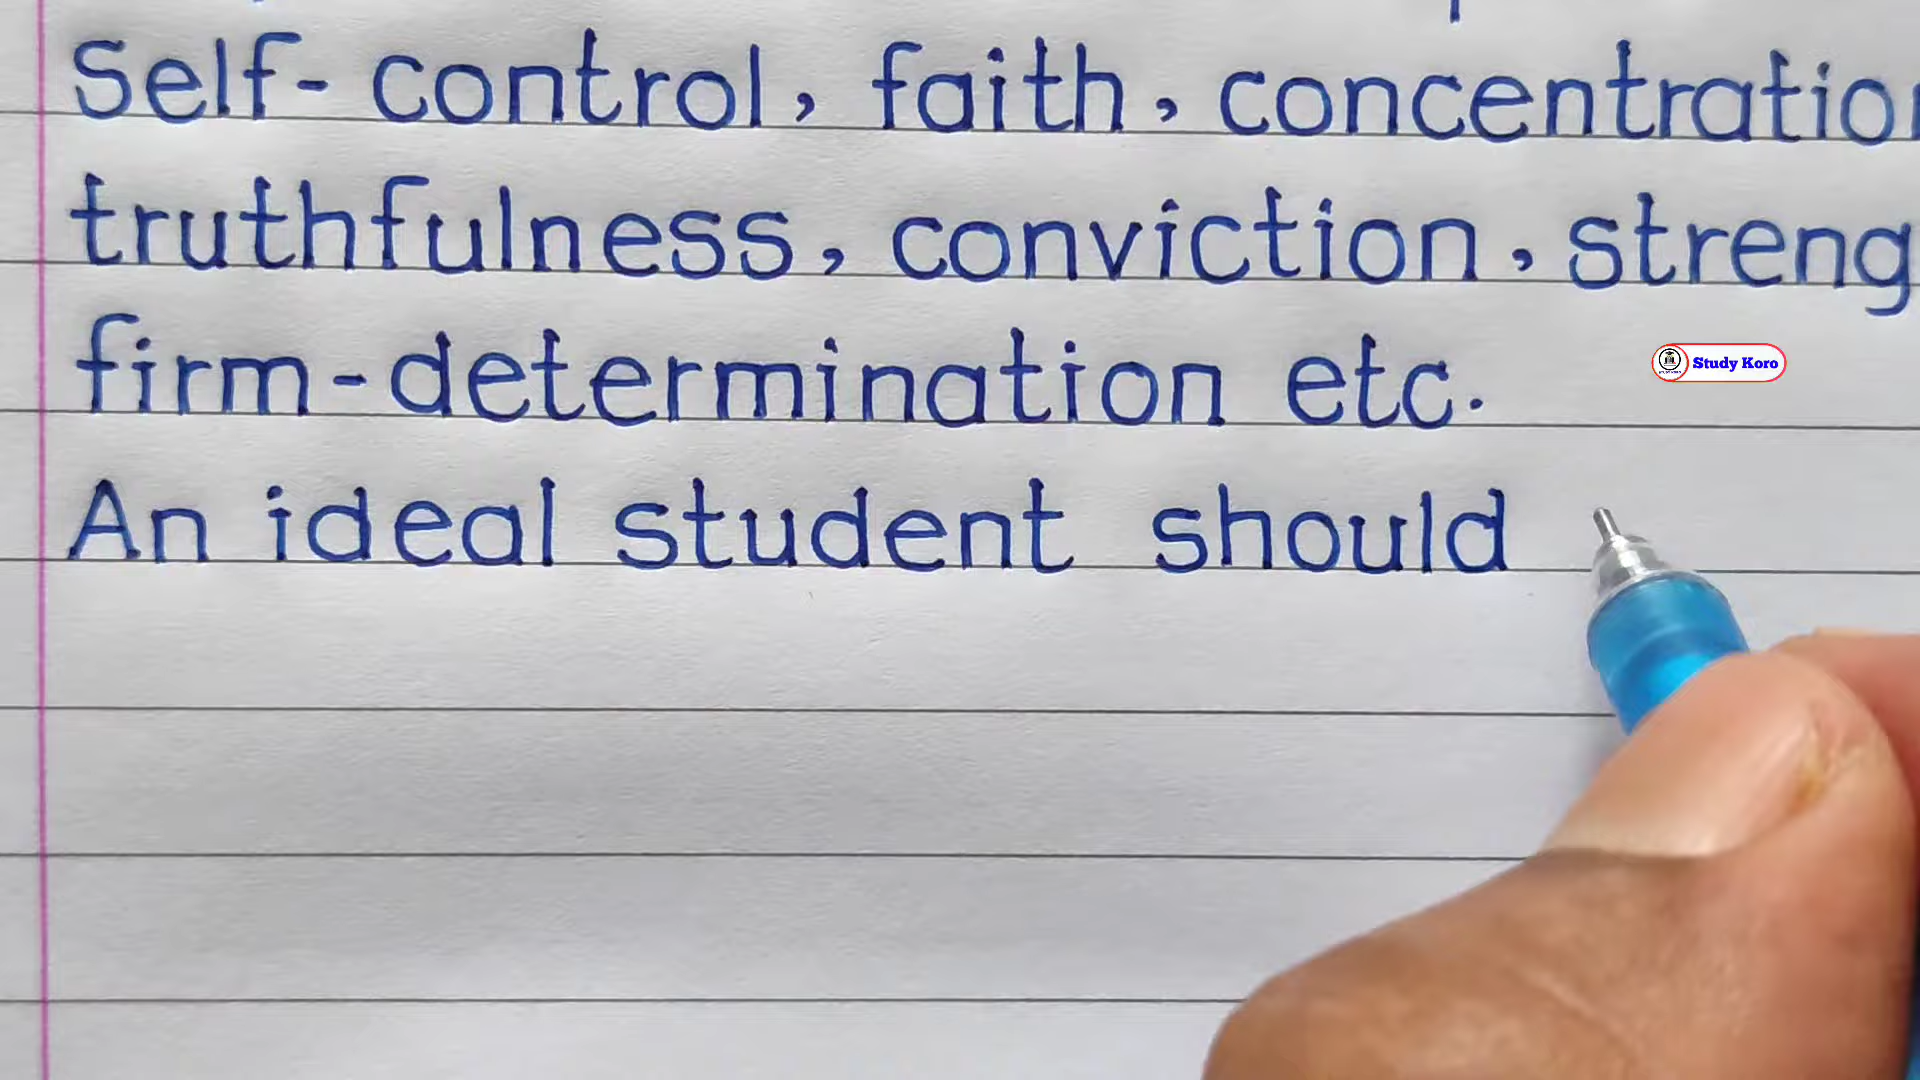 Self-control, faith, concentration
truthfulness, conviction, streng
firm-determination etc.
Study Koro
An ideal student should